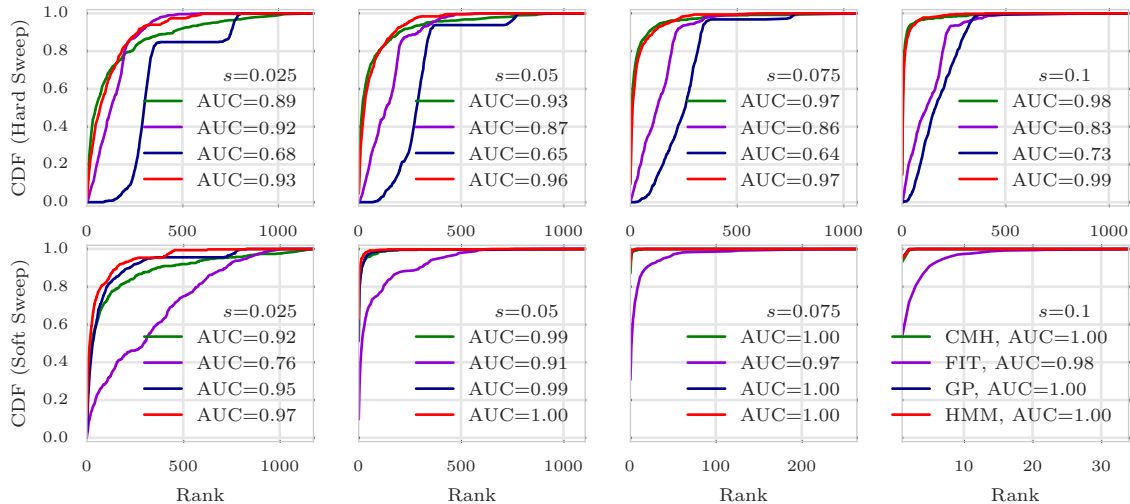 CDF (Hard Sweep)
1.0
0.8
0.6
0.4
0.2
0.0
s=0.025
AUC=0.89
AUC=0.92
AUC=0.68
AUC=0.93
0 500 1000
s=0.05
AUC=0.93
AUC=0.87
AUC=0.65
AUC=0.96
0 500 1000
s=0.075
AUC=0.97
AUC=0.86
AUC=0.64
AUC=0.97
0 500 1000
s=0.1
AUC=0.98
AUC=0.83
AUC=0.73
AUC=0.99
0 500 1000
CDF (Soft Sweep)
1.0
0.8
0.6
0.4
0.2
0.0
s=0.025
AUC=0.92
AUC=0.76
AUC=0.95
AUC=0.97
0 500 1000
Rank
s=0.05
AUC=0.99
AUC=0.91
AUC=0.99
AUC=1.00
0 500 1000
Rank
s=0.075
AUC=1.00
AUC=0.97
AUC=1.00
AUC=1.00
0 100 200
Rank
s=0.1
CMH, AUC=1.00
FIT, AUC=0.98
GP, AUC=1.00
HMM, AUC=1.00
10 20 30
Rank